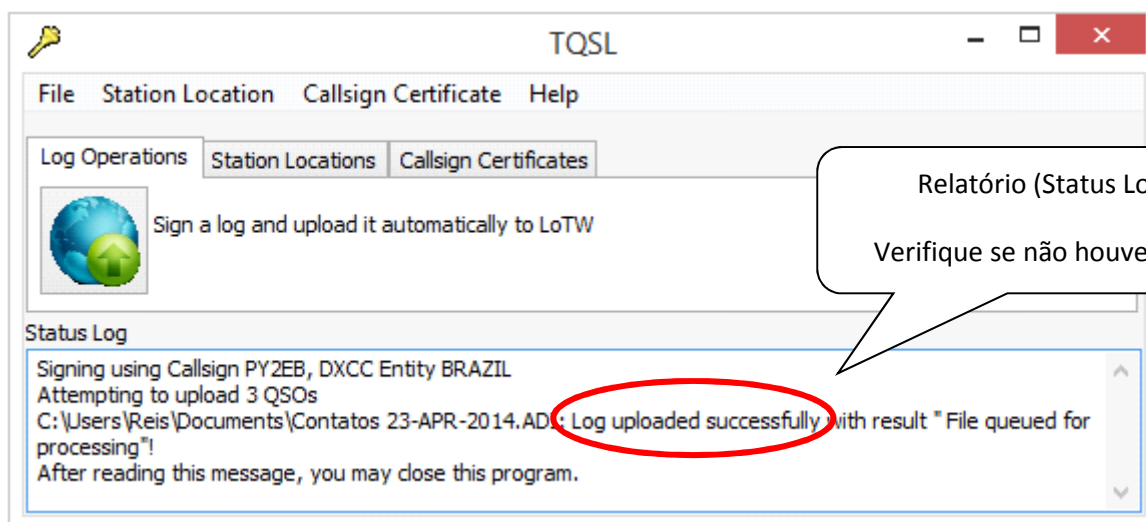 TQSL
File Station Location Callsign Certificate Help
Log Operations Station Locations Callsign Certificates
Sign a log and upload it automatically to LoTW
Relatório (Status Lo
Verifique se não houve
Status Log
Signing using Callsign PY2EB, DXCC Entity BRAZIL
Attempting to upload 3 QSOs
C:\Users\Reis\Documents\Contatos 23-APR-2014.ADI: Log uploaded successfully with result " File queued for
processing"!
After reading this message, you may close this program.